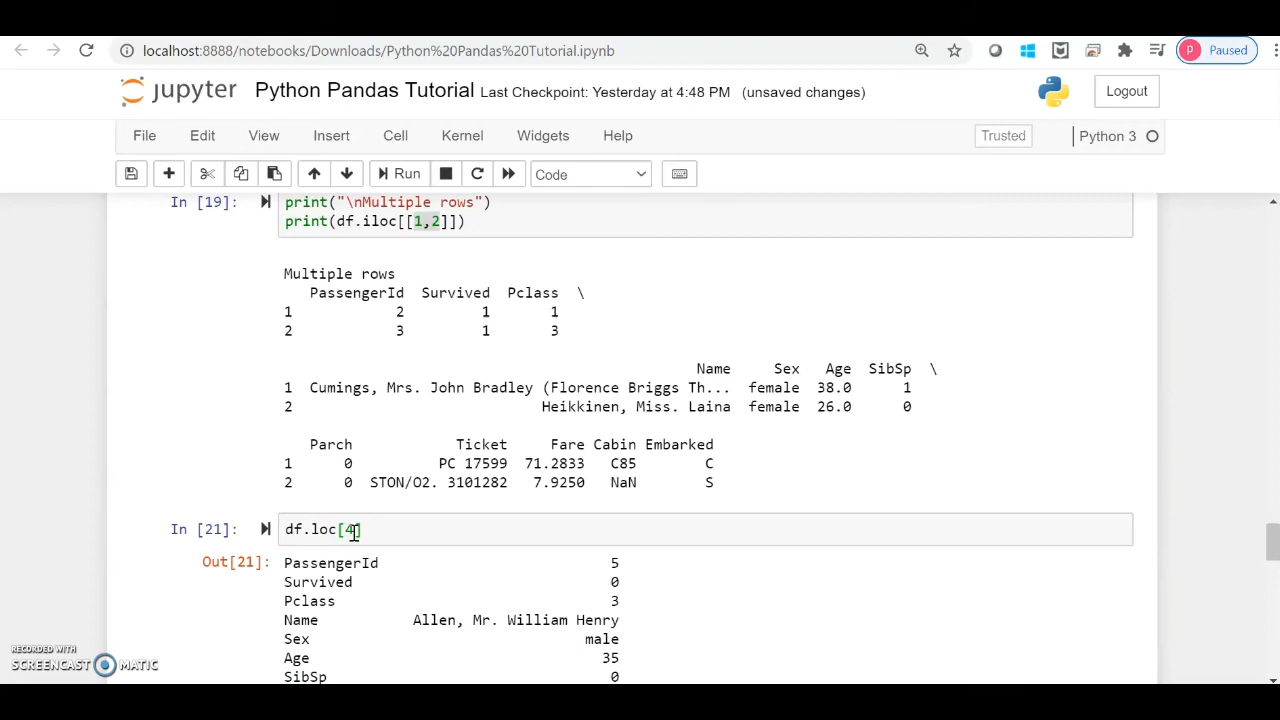 localhost:8888/notebooks/Downloads/Python%20Pandas%20Tutorial.ipynb
P Paused
jupyter Python Pandas Tutorial Last Checkpoint: Yesterday at 4:48 PM (unsaved changes) Logout
File Edit View Insert Cell Kernel Widgets Help Trusted Python 3
Run Code
In [19]: print("\nMultiple rows")
print(df.iloc[[1,2]])
Multiple rows
PassengerId Survived Pclass \
1 2 1 1
2 3 1 3
Name Sex Age SibSp \
1 Cumings, Mrs. John Bradley (Florence Briggs Th... female 38.0 1
2 Heikkinen, Miss. Laina female 26.0 0
Parch Ticket Fare Cabin Embarked
1 0 PC 17599 71.2833 C85 C
2 0 STON/O2. 3101282 7.9250 NaN S
In [21]: df.loc[4]
Out[21]: PassengerId 5
Survived 0
Pclass 3
Name Allen, Mr. William Henry
Sex male
Age 35
SibSp 0
RECORDED WITH
SCREENCAST MATIC